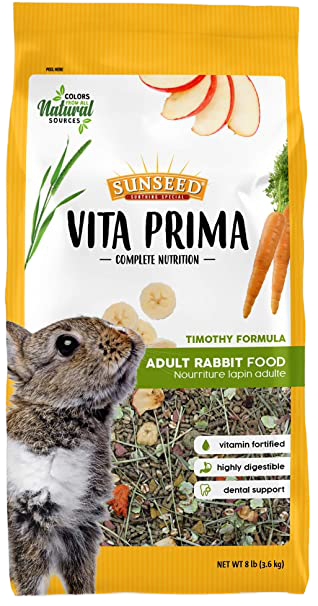 PEEL HERE
COLORS
FROM ALL
Natural
SOURCES
SUNSEED®
SUNTHING SPECIAL
VITA PRIMA
— COMPLETE NUTRITION —
TIMOTHY FORMULA
ADULT RABBIT FOOD
Nourriture lapin adulte
vitamin fortified
highly digestible
dental support
NET WT 8 lb (3.6 kg)